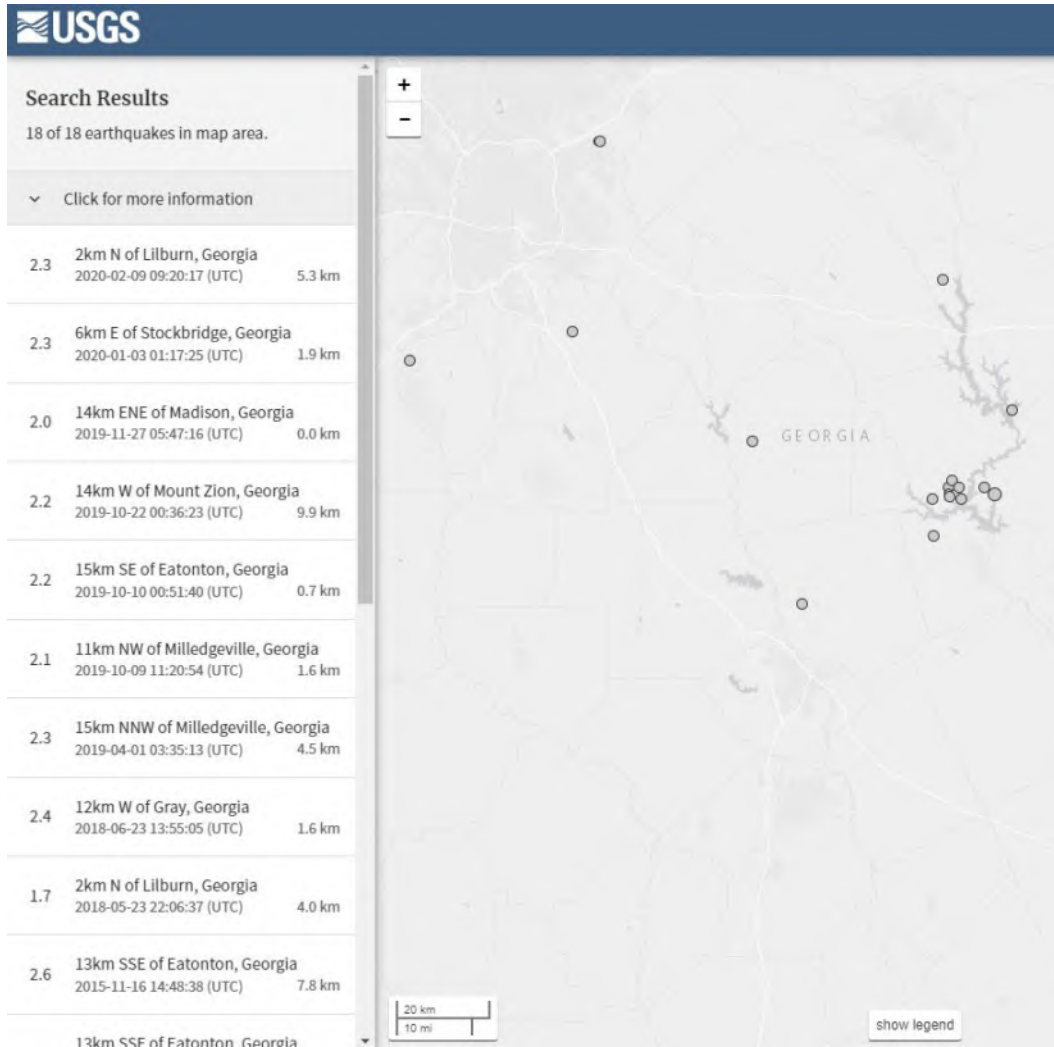 USGS
Search Results
18 of 18 earthquakes in map area.
Click for more information
2.3
2km N of Lilburn, Georgia
2020-02-09 09:20:17 (UTC) 5.3 km
2.3
6km E of Stockbridge, Georgia
2020-01-03 01:17:25 (UTC) 1.9 km
2.0
14km ENE of Madison, Georgia
2019-11-27 05:47:16 (UTC) 0.0 km
2.2
14km W of Mount Zion, Georgia
2019-10-22 00:36:23 (UTC) 9.9 km
2.2
15km SE of Eatonton, Georgia
2019-10-10 00:51:40 (UTC) 0.7 km
2.1
11km NW of Milledgeville, Georgia
2019-10-09 11:20:54 (UTC) 1.6 km
2.3
15km NNW of Milledgeville, Georgia
2019-04-01 03:35:13 (UTC) 4.5 km
2.4
12km W of Gray, Georgia
2018-06-23 13:55:05 (UTC) 1.6 km
1.7
2km N of Lilburn, Georgia
2018-05-23 22:06:37 (UTC) 4.0 km
2.6
13km SSE of Eatonton, Georgia
2015-11-16 14:48:38 (UTC) 7.8 km
13km SSE of Eatonton, Georgia
+
−
GEORGIA
20 km
10 mi
show legend